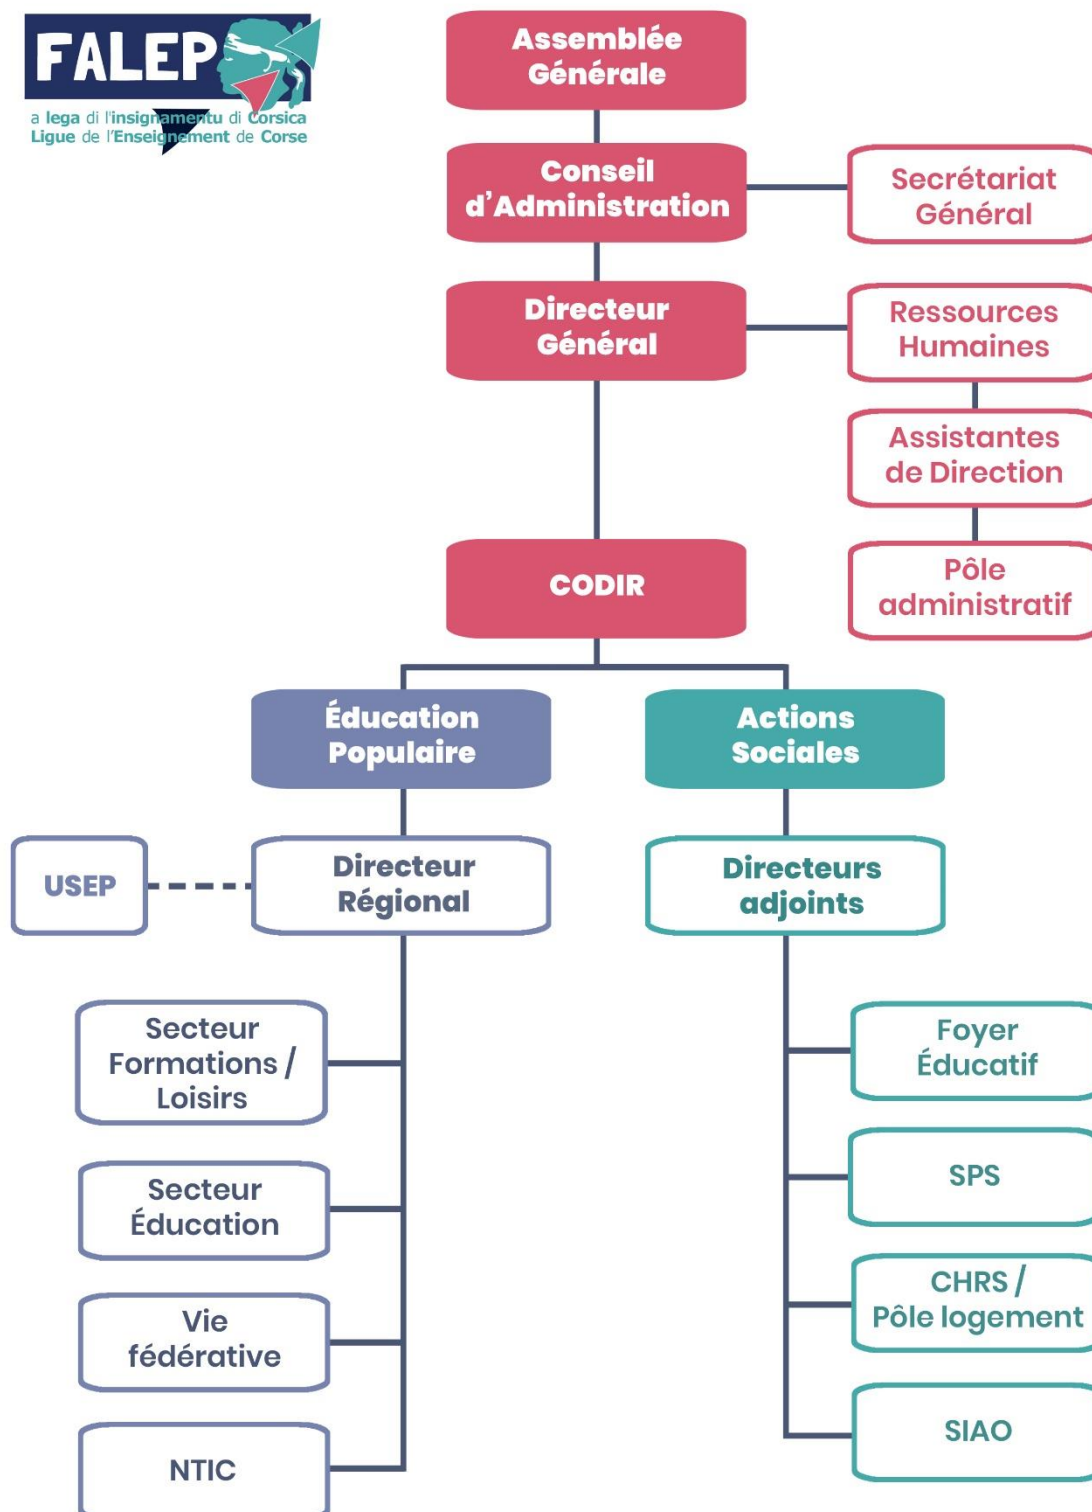 FALEP
a lega di l'insignamentu di Corsica
Ligue de l'Enseignement de Corse
Assemblée
Générale
Conseil
d'Administration
Secrétariat
Général
Directeur
Général
Ressources
Humaines
Assistantes
de Direction
Pôle
administratif
CODIR
Éducation
Populaire
Actions
Sociales
USEP
Directeur
Régional
Directeurs
adjoints
Secteur
Formations /
Loisirs
Secteur
Éducation
Vie
fédérative
NTIC
Foyer
Éducatif
SPS
CHRS /
Pôle logement
SIAO